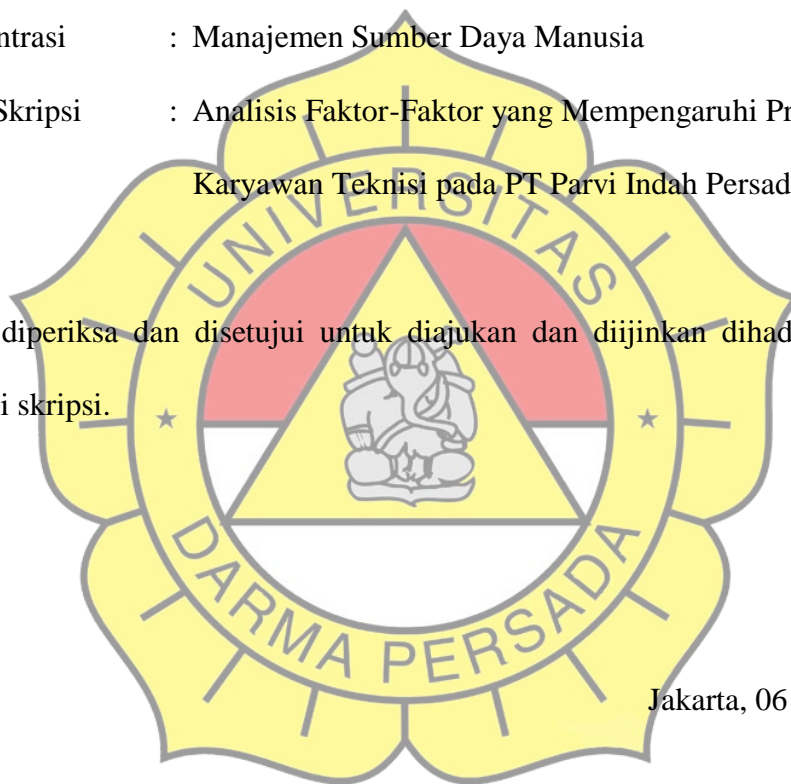 ntrasi : Manajemen Sumber Daya Manusia
Skripsi : Analisis Faktor-Faktor yang Mempengaruhi Pr
Karyawan Teknisi pada PT Parvi Indah Persad
UNIVERSITAS
diperiksa dan disetujui untuk diajukan dan diijinkan dihad
i skripsi.
DARMA PERSADA
Jakarta, 06